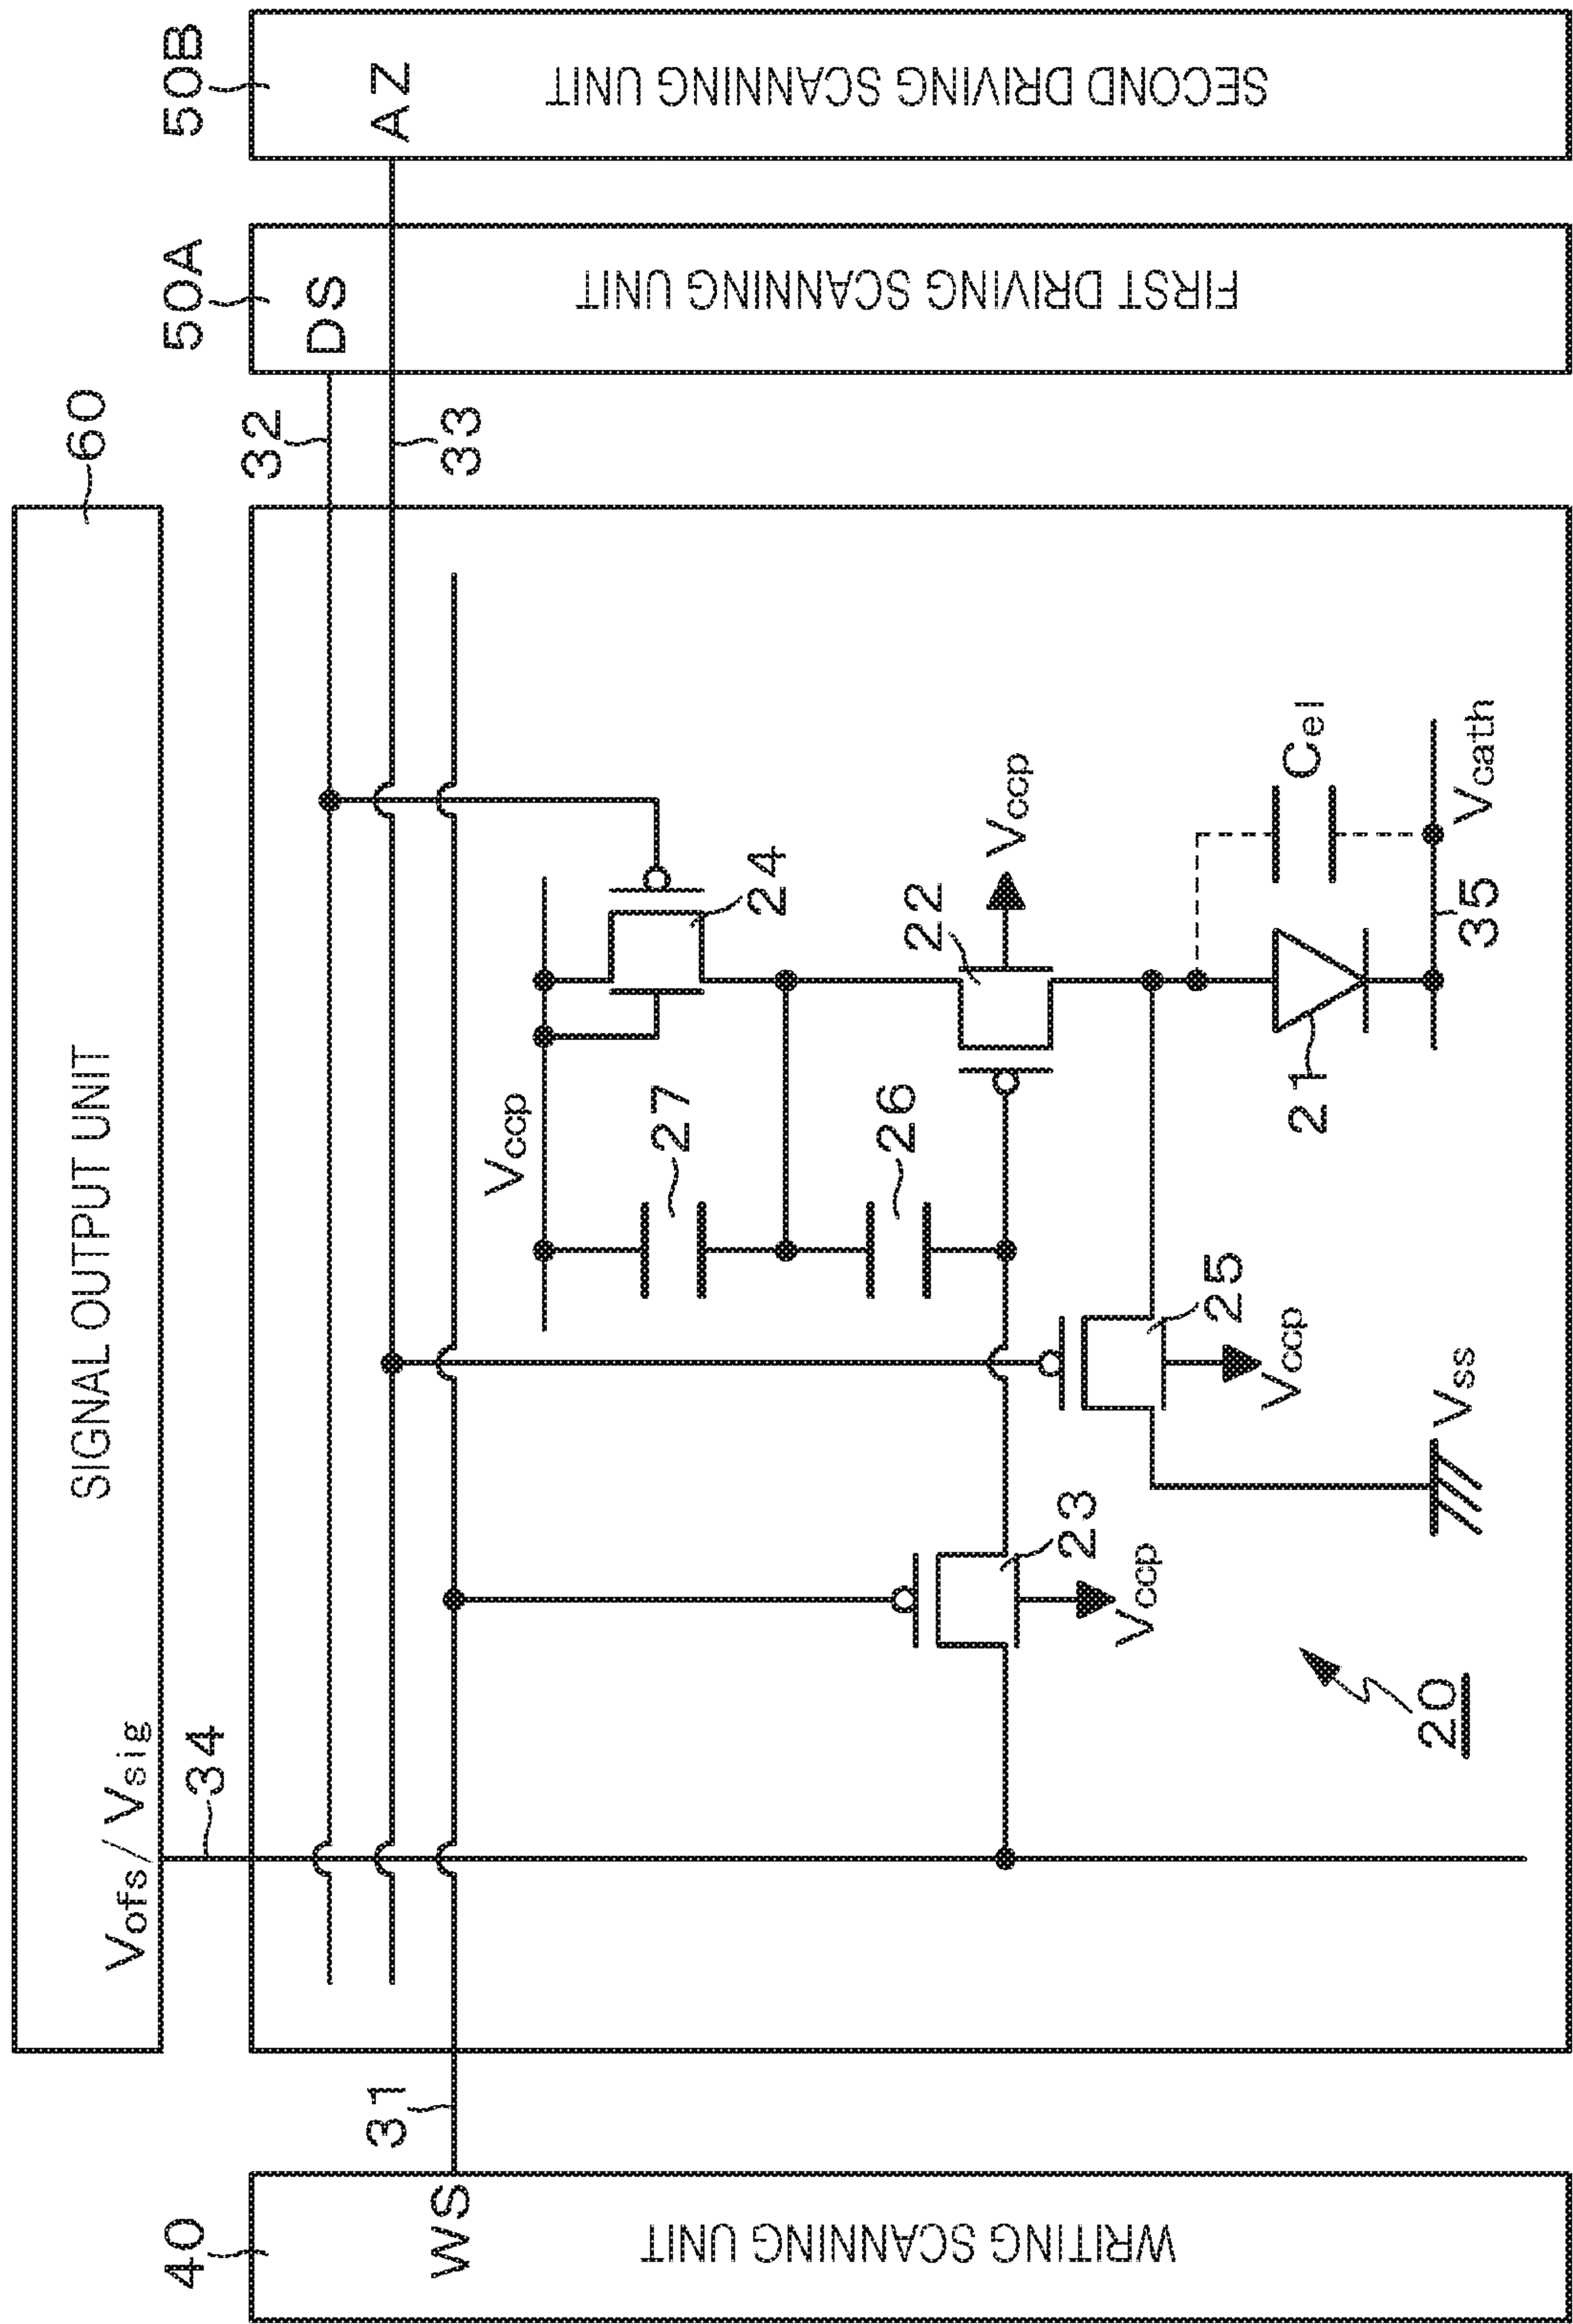 60
SIGNAL OUTPUT UNIT
Vofs/Vsig
34
40
WS
WRITING SCANNING UNIT
31
32
33
50A
DS
FIRST DRIVING SCANNING UNIT
50B
AZ
SECOND DRIVING SCANNING UNIT
Vccp
27
24
26
22
Vccp
23
Vccp
25
Vccp
Vss
21
Cel
35
Vcath
20